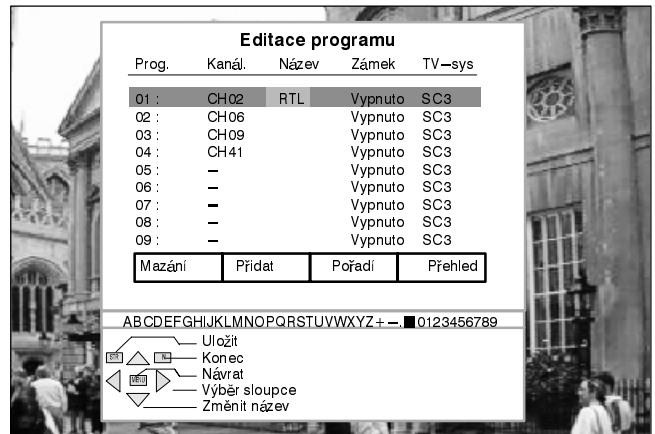 Editace programu
Prog. Kanál. Název Zámek TV–sys
01 : CH02 RTL Vypnuto SC3
02 : CH06 Vypnuto SC3
03 : CH09 Vypnuto SC3
04 : CH41 Vypnuto SC3
05 : – Vypnuto SC3
06 : – Vypnuto SC3
07 : – Vypnuto SC3
08 : – Vypnuto SC3
09 : – Vypnuto SC3
Mazání Přidat Pořadí Přehled
ABCDEFGHIJKLMNOPQRSTUVWXYZ+–.■0123456789
Uložit
STR N Konec
Návrat
MENU Výběr sloupce
Změnit název